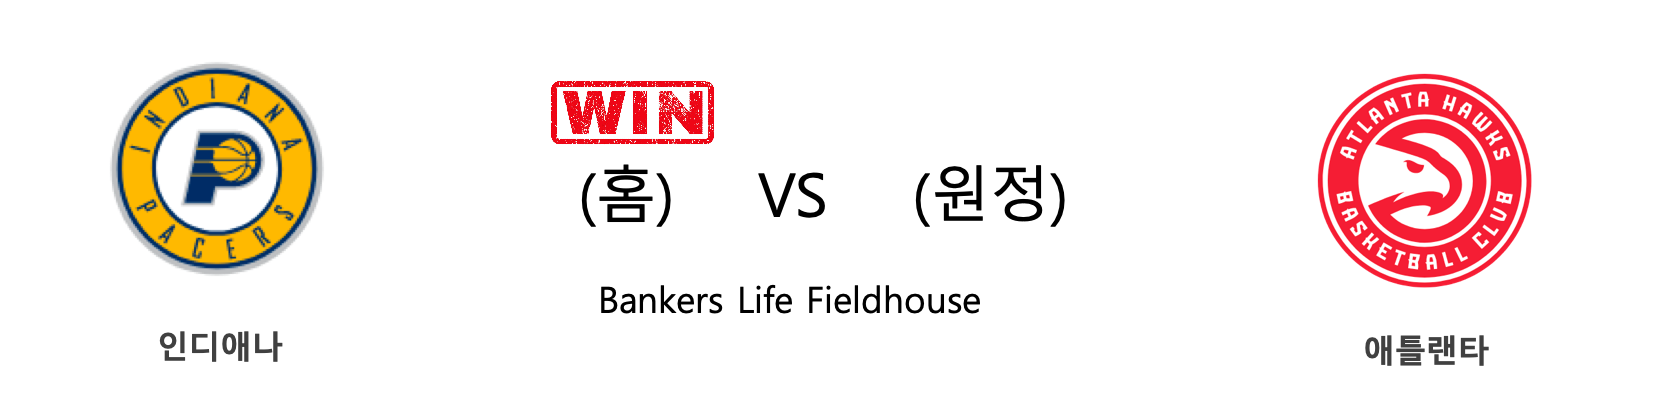 INDIANA
PACERS
인디애나
WIN
(홈) VS (원정)
Bankers Life Fieldhouse
ATLANTA HAWKS
BASKETBALL CLUB
애틀랜타